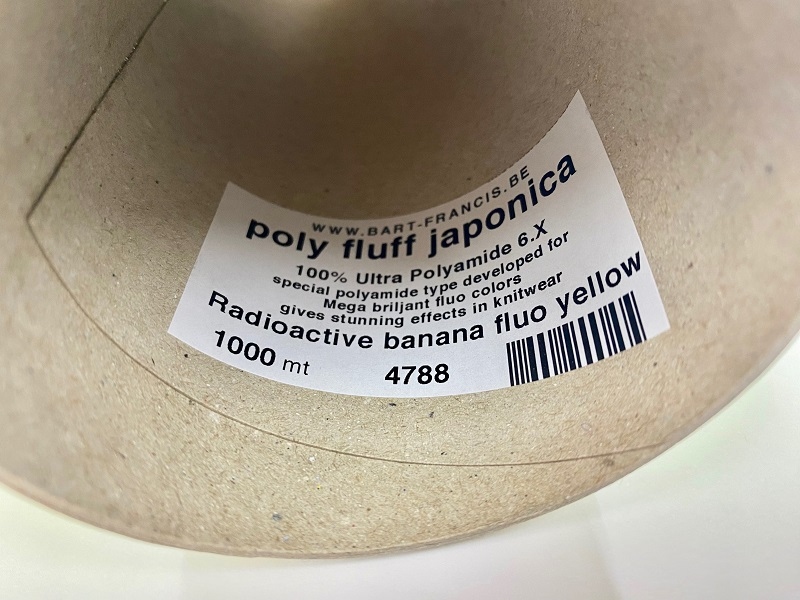 WWW.BART-FRANCIS.BE
poly fluff japonica
100% Ultra Polyamide 6.X
special polyamide type developed for
Mega briljant fluo colors
gives stunning effects in knitwear
Radioactive banana fluo yellow
1000 mt 4788